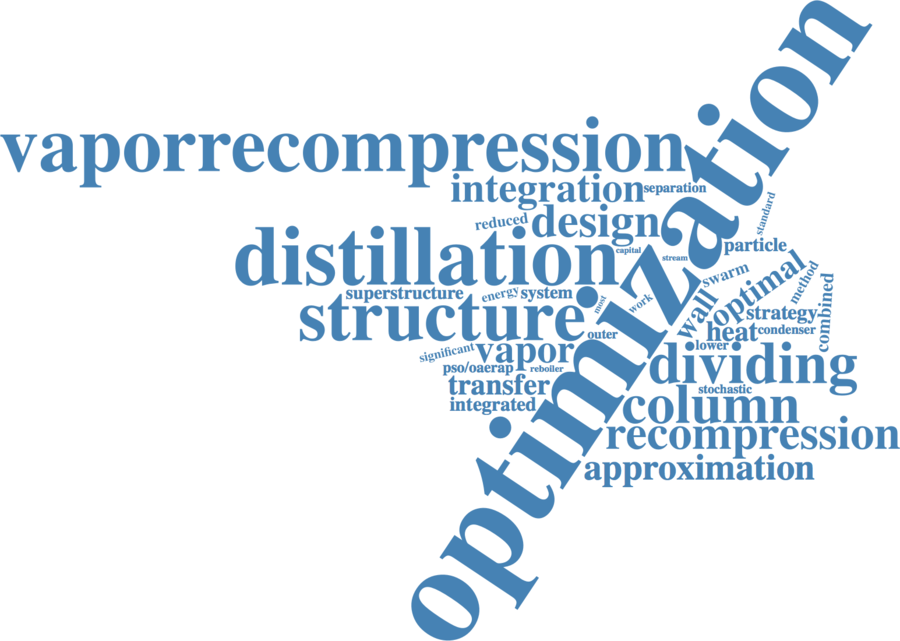 optimization
vaporrecompression
integration
separation
standard
reduced
design
capital
stream
particle
distillation
superstructure
energy
system
most
work
swarm
optimal
method
structure
outer
wall
strategy
combined
heat
condenser
lower
significant
vapor
dividing
pso/oaerap
reboiler
transfer
stochastic
integrated
column
recompression
approximation